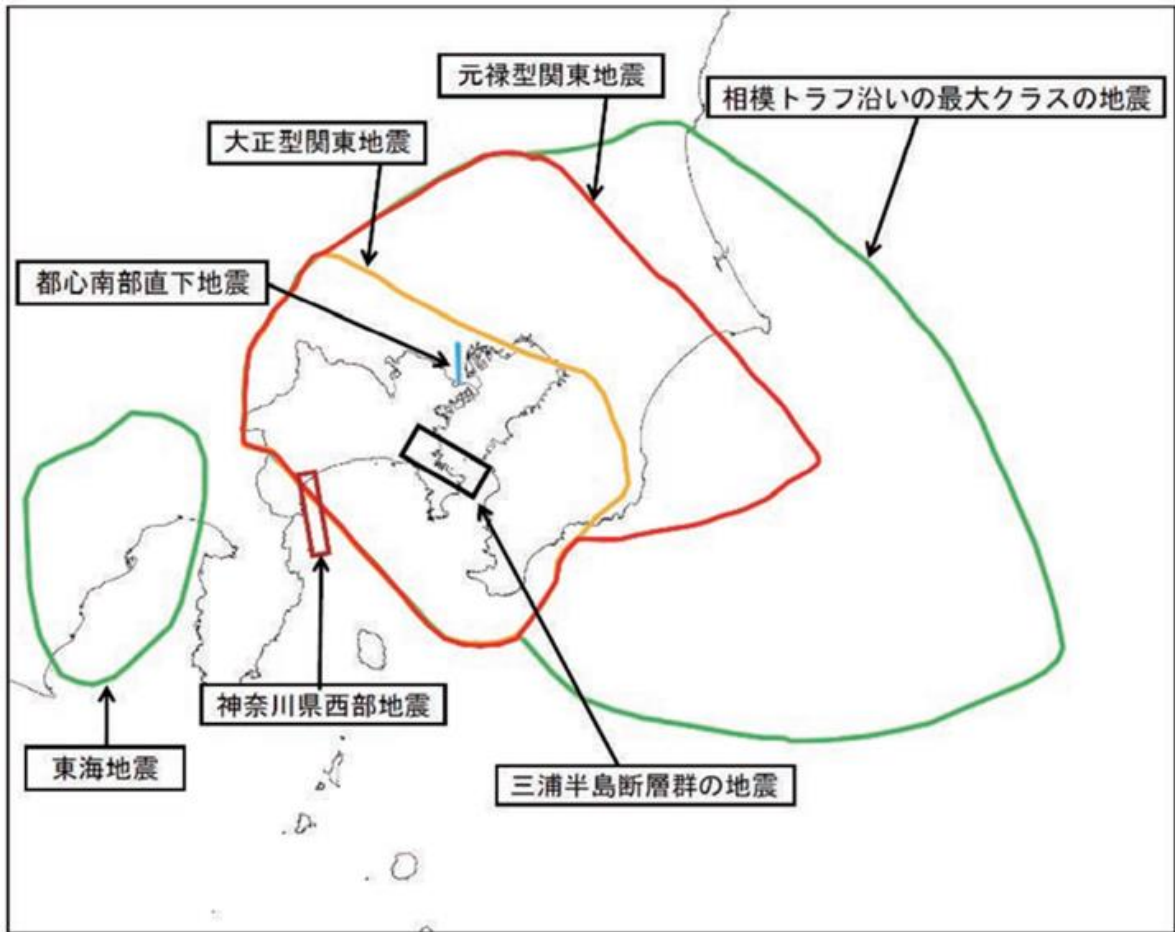 元禄型関東地震
相模トラフ沿いの最大クラスの地震
大正型関東地震
都心南部直下地震
神奈川県西部地震
東海地震
三浦半島断層群の地震